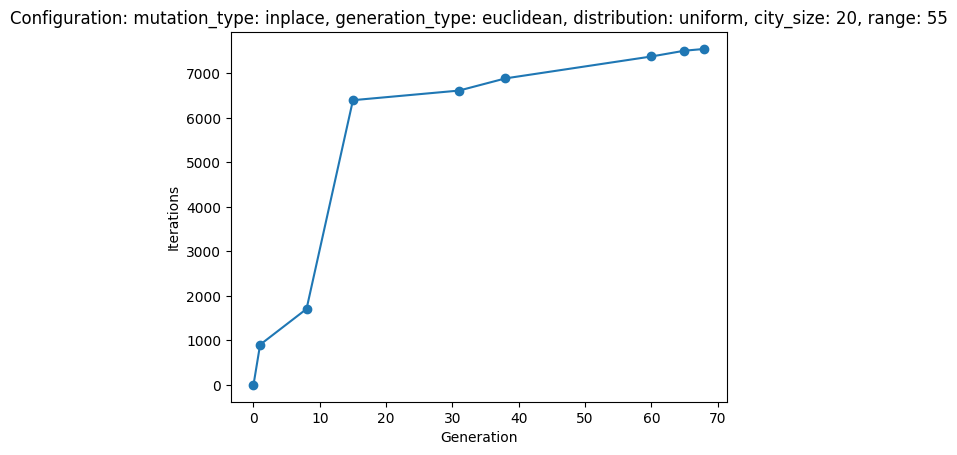 Configuration: mutation_type: inplace, generation_type: euclidean, distribution: uniform, city_size: 20, range: 55
7000
6000
5000
4000
3000
2000
1000
0
Iterations
0 10 20 30 40 50 60 70
Generation